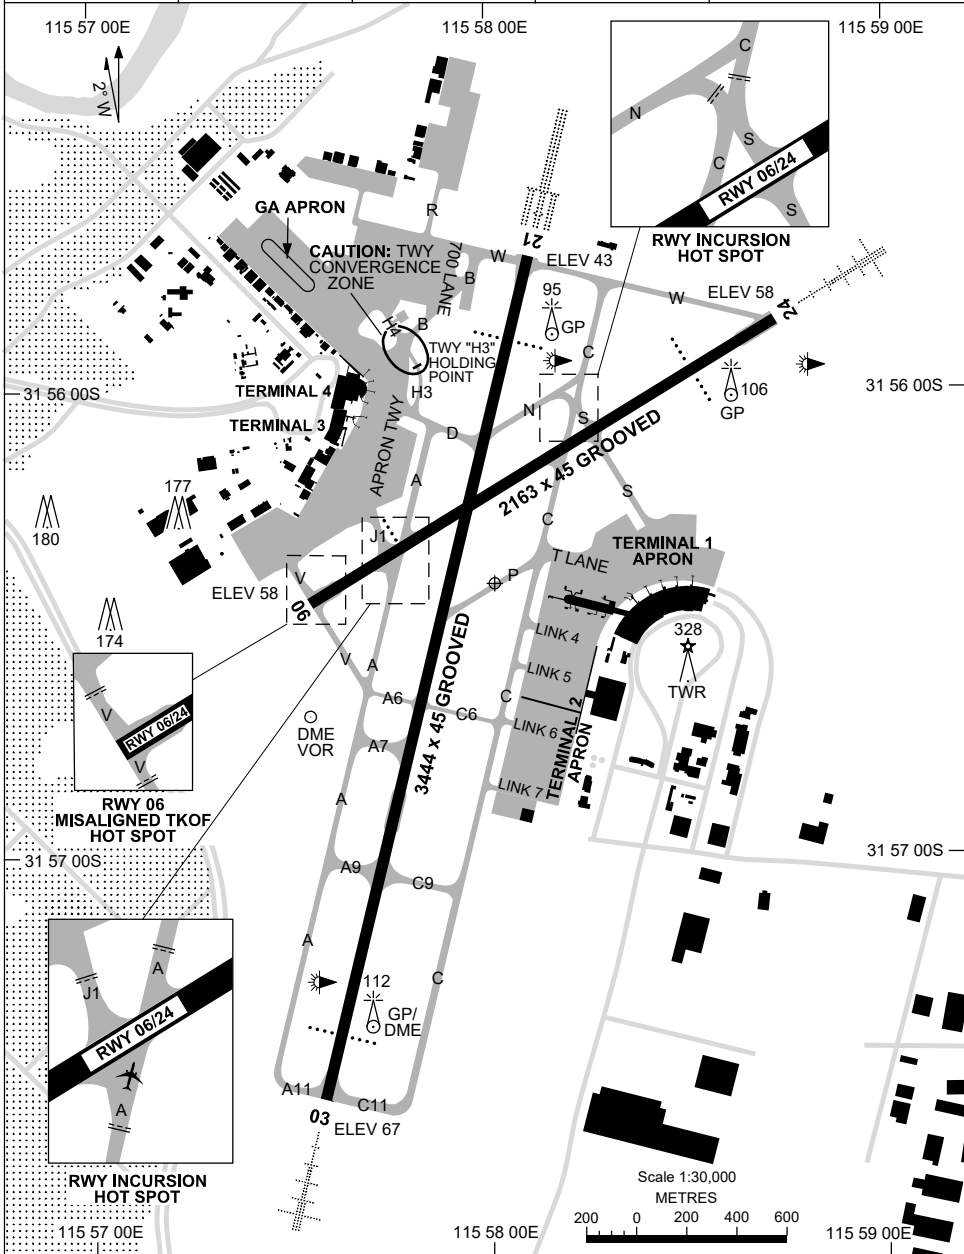 115 57 00E
115 58 00E
115 59 00E
2° W
C
N
S
C
RWY 06/24
S
RWY INCURSION
HOT SPOT
GA APRON
R
21
CAUTION: TWY
CONVERGENCE
ZONE
700 LANE
B
W
ELEV 43
95
GP
W
ELEV 58
24
H4
B
TWY "H3"
HOLDING
POINT
C
31 56 00S
TERMINAL 4
H3
106
GP
31 56 00S
TERMINAL 3
APRON TWY
D
N
S
2163 x 45 GROOVED
A
177
180
J1
C
S
TERMINAL 1
APRON
T LANE
V
P
ELEV 58
06
174
LINK 4
328
TWR
V
A
3444 x 45 GROOVED
LINK 5
A6
C
C6
LINK 6
TERMINAL 2
APRON
V
RWY 06/24
V
DME
VOR
A7
LINK 7
RWY 06
MISALIGNED TKOF
HOT SPOT
A
31 57 00S
31 57 00S
A9
C9
A
J1
RWY 06/24
A
A
C
112
GP/
DME
A11
C11
03
ELEV 67
RWY INCURSION
HOT SPOT
Scale 1:30,000
METRES
200 0 200 400 600
115 57 00E
115 58 00E
115 59 00E